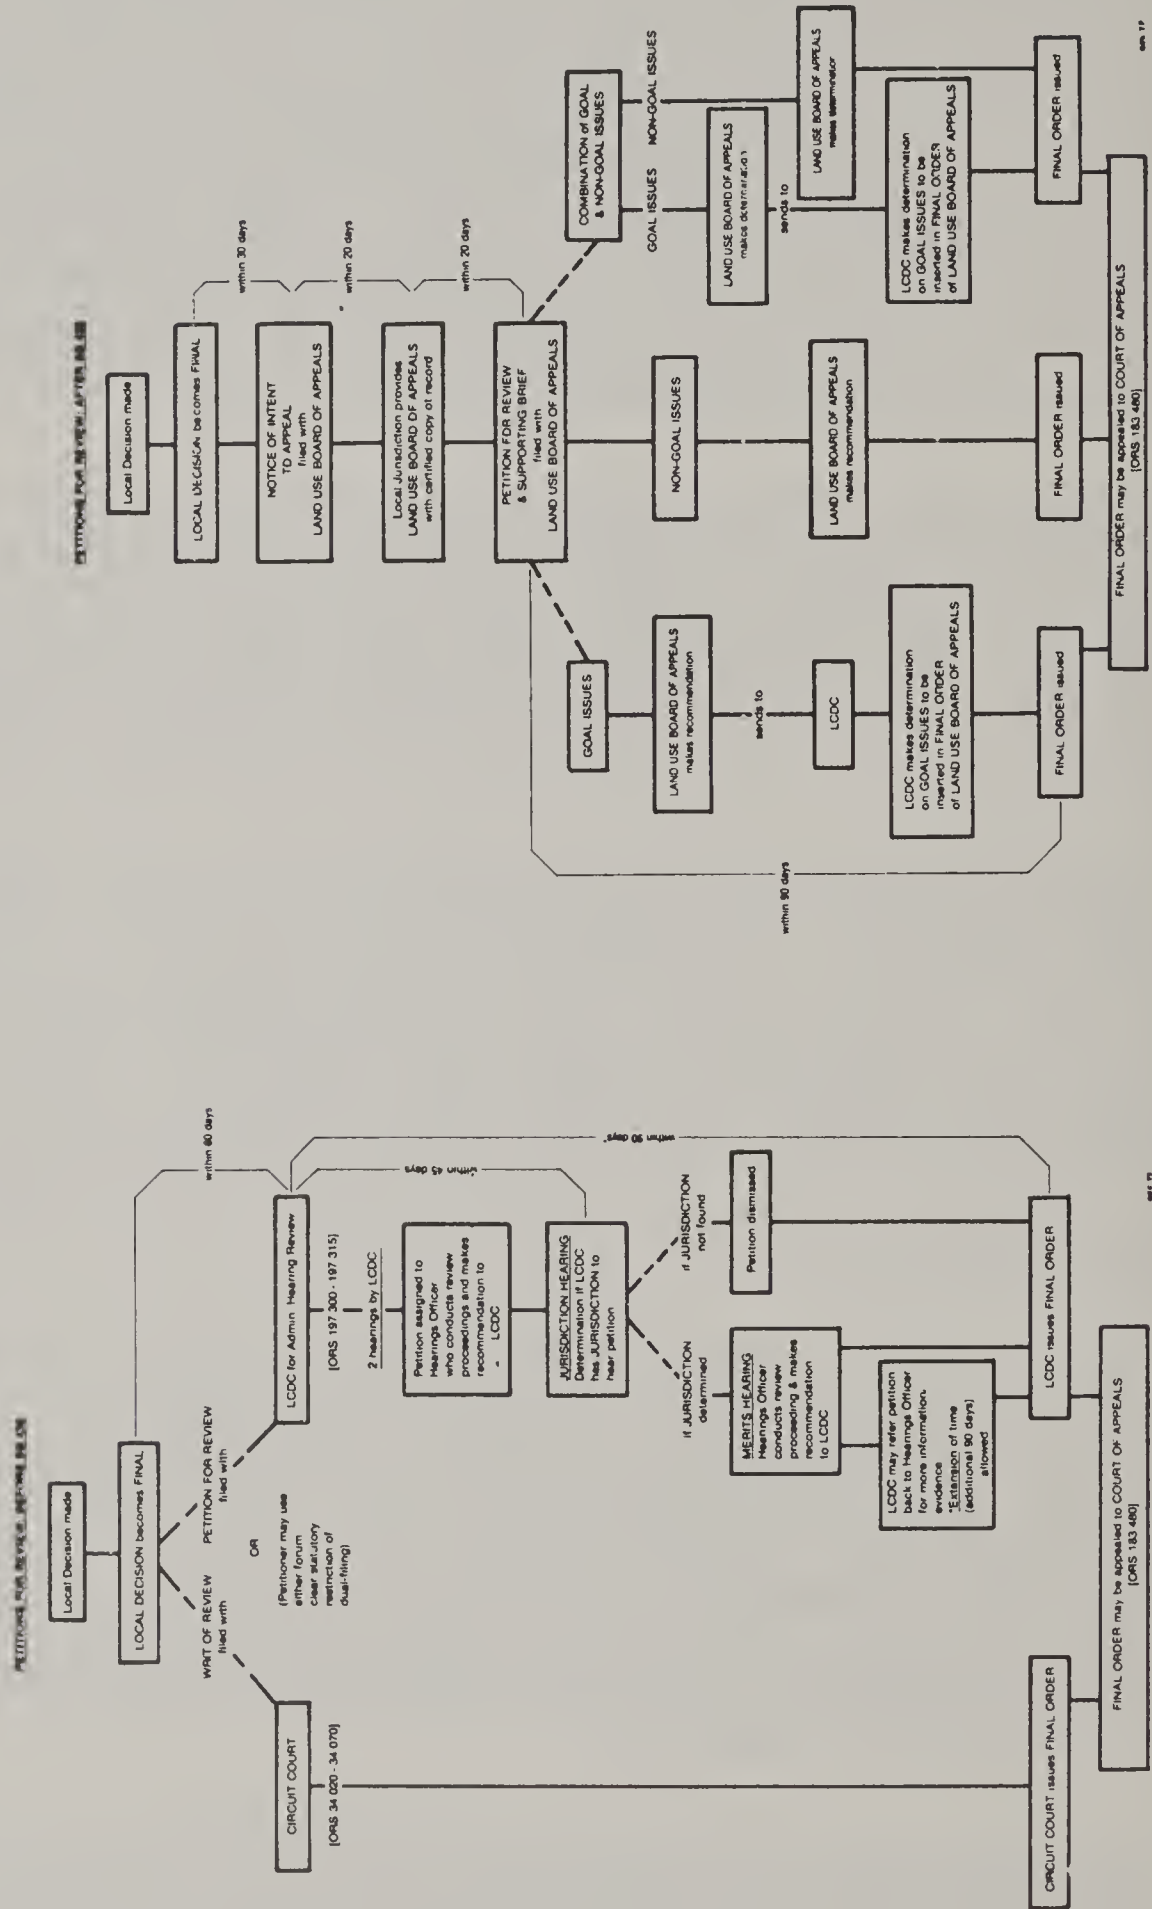 PETITIONS FOR REVIEW, BEFORE
Local Decision made
LOCAL DECISION becomes FINAL
WRIT OF REVIEW
filed with
PETITION FOR REVIEW
filed with
within 60 days
OR
(Petitioner may use
either forum
clear statutory
restriction of
dual-filing)
CIRCUIT COURT
[ORS 34 020 - 34 070]
LCDC for Admin Hearing Review
[ORS 197 300 - 197 315]
2 hearings by LCDC
Petition assigned to
Hearings Officer
who conducts review
proceedings and makes
recommendation to
LCDC
within 45 days
within 90 days*
JURISDICTION HEARING
Determination if LCDC
has JURISDICTION to
hear petition
if JURISDICTION
determined
if JURISDICTION
not found
MERITS HEARING
Hearings Officer
conducts review
proceeding & makes
recommendation
to LCDC
Petition dismissed
LCDC may refer petition
back to Hearings Officer
for more information,
evidence
*Extension of time
(additional 90 days)
allowed
CIRCUIT COURT issues FINAL ORDER
LCDC issues FINAL ORDER
FINAL ORDER may be appealed to COURT OF APPEALS
[ORS 183 480]
PETITIONS FOR REVIEW, AFTER
Local Decision made
LOCAL DECISION becomes FINAL
within 30 days
NOTICE OF INTENT
TO APPEAL
filed with
LAND USE BOARD OF APPEALS
within 20 days
Local Jurisdiction provides
LAND USE BOARD OF APPEALS
with certified copy of record
within 20 days
PETITION FOR REVIEW
& SUPPORTING BRIEF
filed with
LAND USE BOARD OF APPEALS
within 90 days
GOAL ISSUES
LAND USE BOARD OF APPEALS
makes recommendation
sends to
LCDC
LCDC makes determination
on GOAL ISSUES to be
inserted in FINAL ORDER
of LAND USE BOARD OF APPEALS
FINAL ORDER issued
NON-GOAL ISSUES
LAND USE BOARD OF APPEALS
makes recommendation
FINAL ORDER issued
COMBINATION of GOAL
& NON-GOAL ISSUES
GOAL ISSUES
NON-GOAL ISSUES
LAND USE BOARD OF APPEALS
makes determination
sends to
LAND USE BOARD OF APPEALS
makes determination
LCDC makes determination
on GOAL ISSUES to be
inserted in FINAL ORDER
of LAND USE BOARD OF APPEALS
FINAL ORDER issued
FINAL ORDER may be appealed to COURT OF APPEALS
[ORS 183 480]